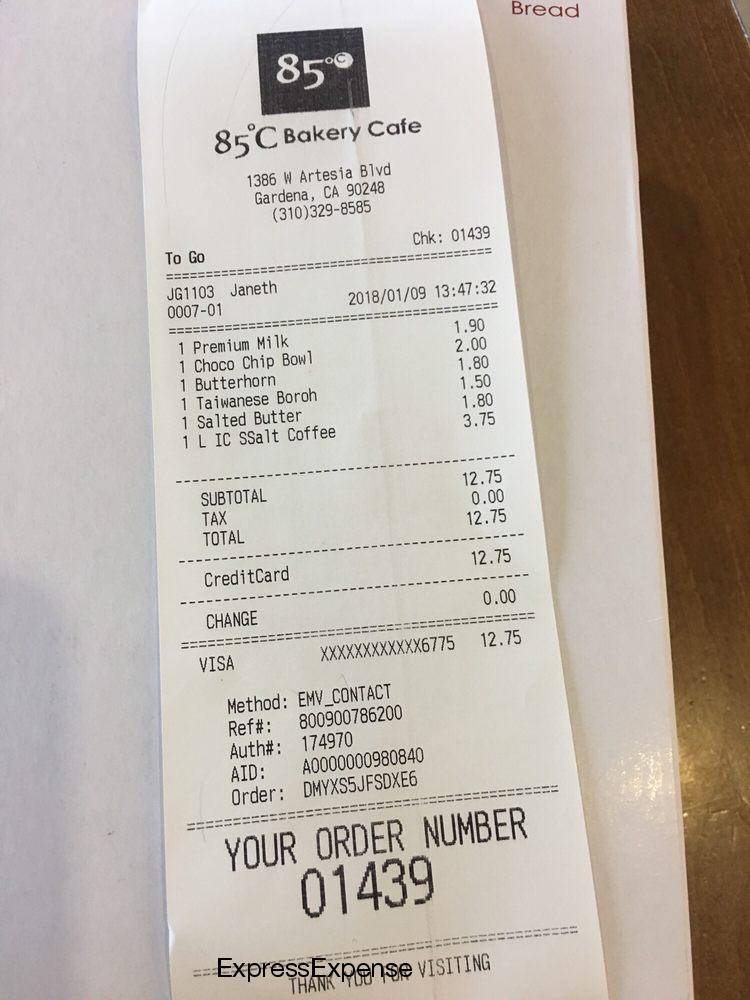 Bread
85°C
85°C Bakery Cafe
1386 W Artesia Blvd
Gardena, CA 90248
(310)329-8585
Chk: 01439
To Go
JG1103 Janeth
0007-01 2018/01/09 13:47:32
1 Premium Milk 1.90
1 Choco Chip Bowl 2.00
1 Butterhorn 1.80
1 Taiwanese Boroh 1.50
1 Salted Butter 1.80
1 L IC SSalt Coffee 3.75
SUBTOTAL 12.75
TAX 0.00
TOTAL 12.75
CreditCard 12.75
CHANGE 0.00
VISA XXXXXXXXXXXX6775 12.75
Method: EMV_CONTACT
Ref#: 800900786200
Auth#: 174970
AID: A0000000980840
Order: DMYXS5JFSDXE6
YOUR ORDER NUMBER
01439
ExpressExpense
THANK YOU FOR VISITING